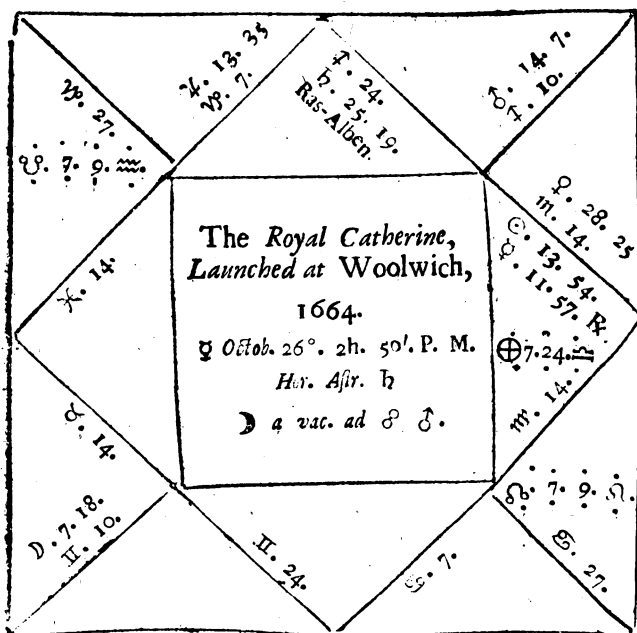 ♃. 13. 35
♑. 7.
♐. 24.
♄. 25. 19.
Ras-Alben.
♂. 14. 7.
♐. 10.
♑. 27.
☋. 7. 9. ♒.
♀. 28. 25
♏. 14.
☉. 13. 54.
☿. 11. 57. ℞
The Royal Catherine,
Launched at Woolwich,
1664.
☿ Octob. 26°. 2h. 50'. P. M.
Hor. Astr. ♄
☽ a vac. ad ☍ ♂.
♓. 14.
⊕ 7. 24. ♎
♍. 14.
♉. 14.
☊. 7. 9. ♌.
☽. 7. 18.
♊. 10.
♊. 24.
♋. 7.
♋. 27.